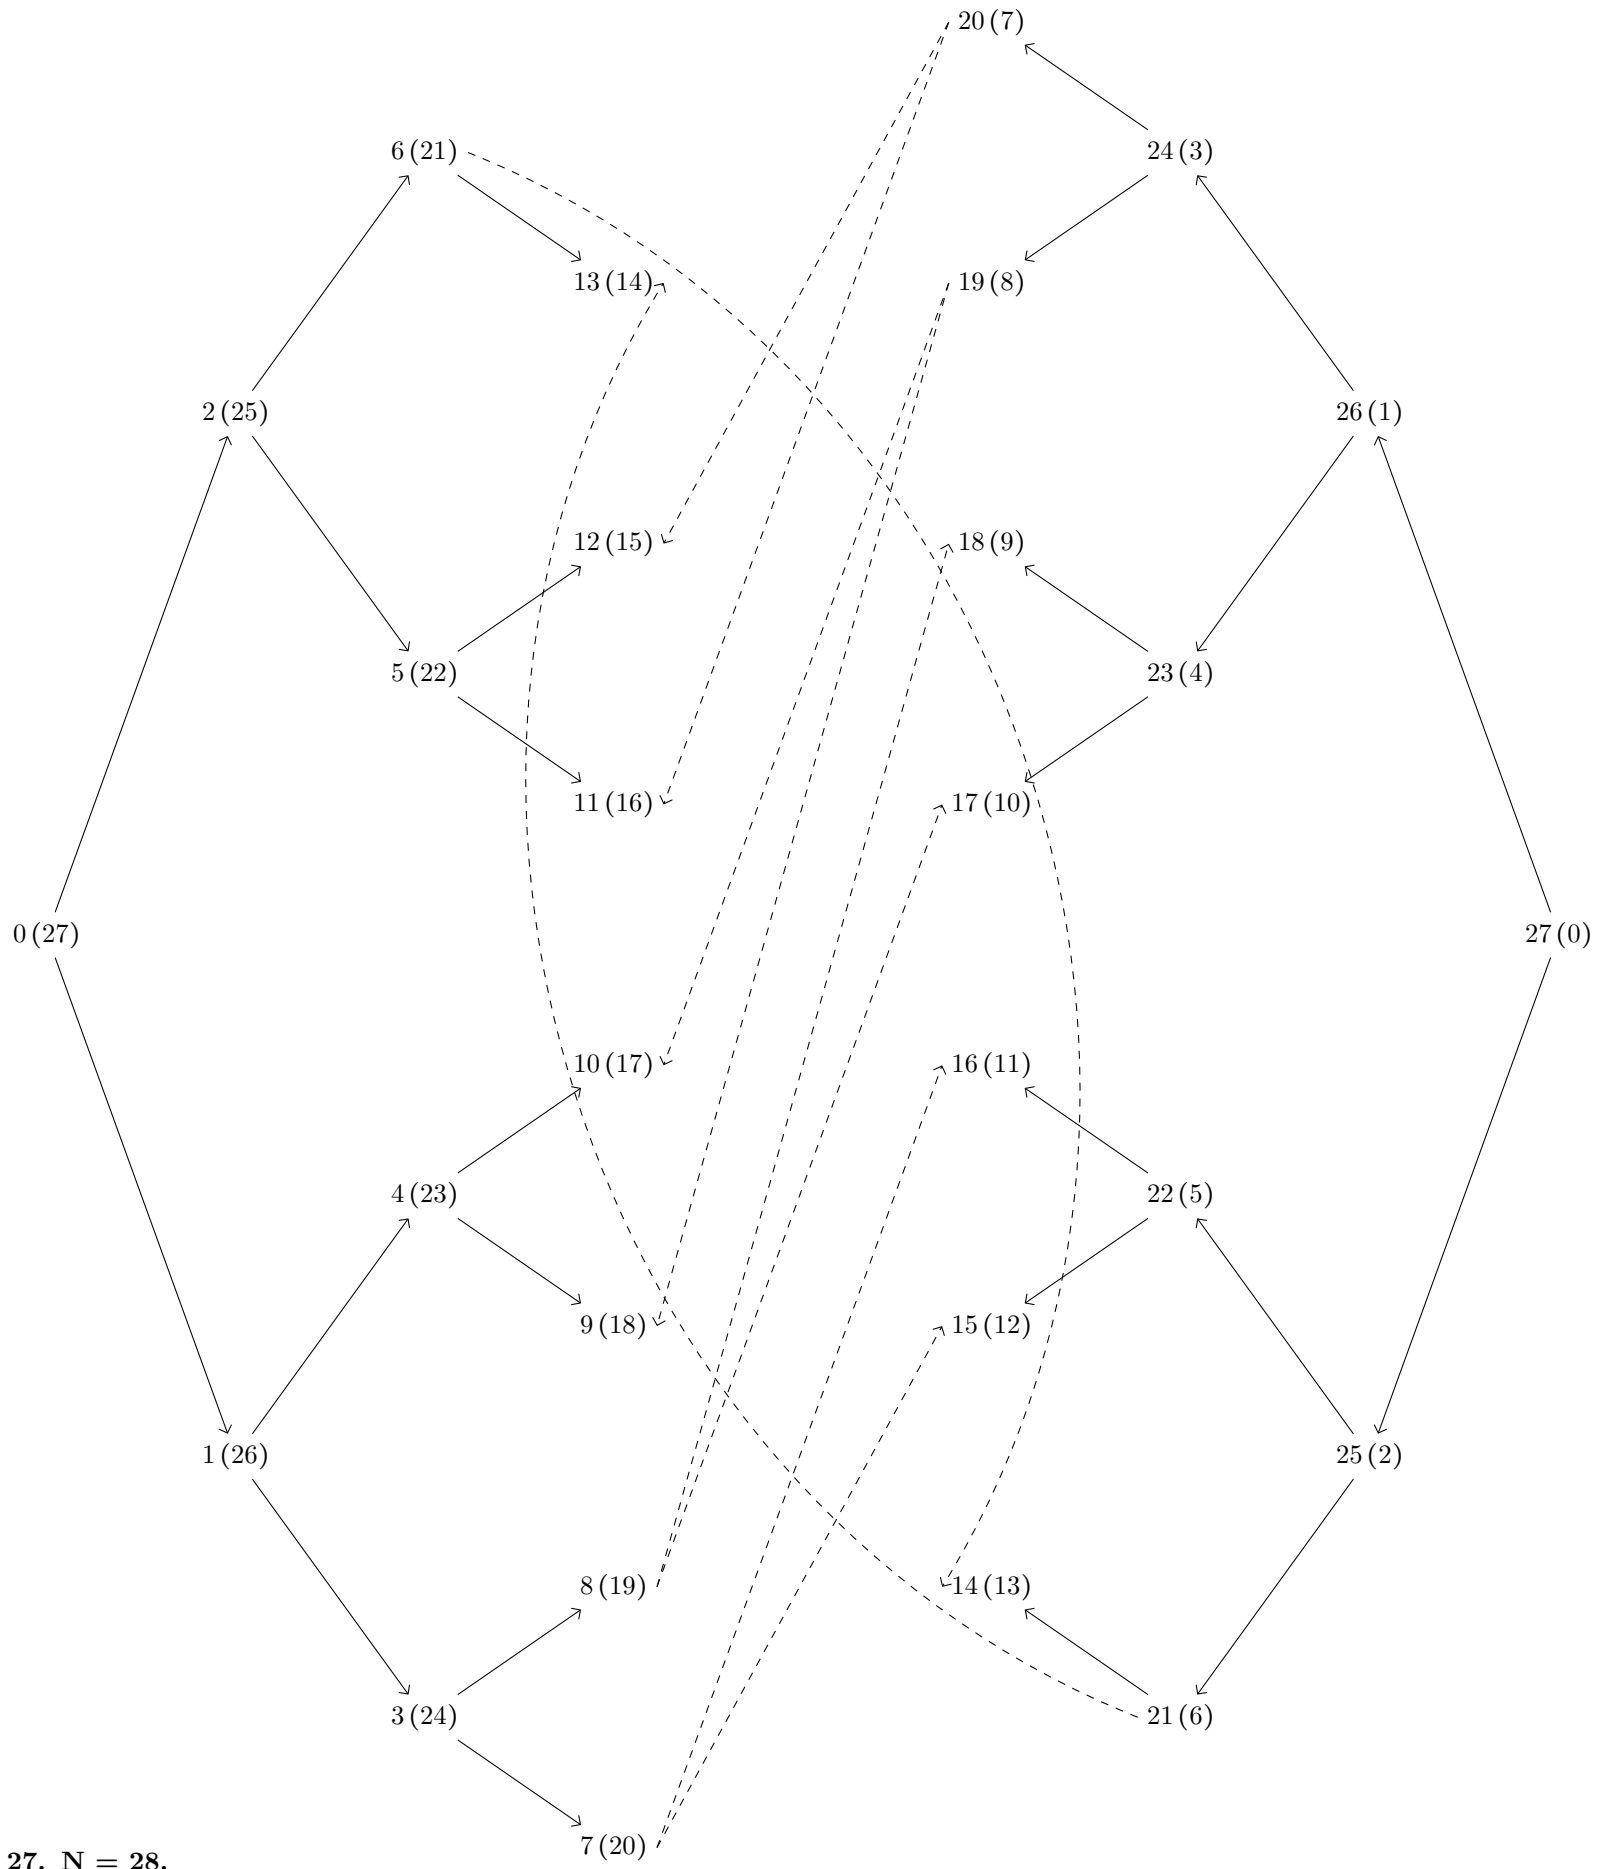 20 (7)
6 (21) 24 (3)
13 (14) 19 (8)
2 (25) 26 (1)
12 (15) 18 (9)
5 (22) 23 (4)
11 (16) 17 (10)
0 (27) 27 (0)
10 (17) 16 (11)
4 (23) 22 (5)
9 (18) 15 (12)
1 (26) 25 (2)
8 (19) 14 (13)
3 (24) 21 (6)
7 (20)
27. N = 28.